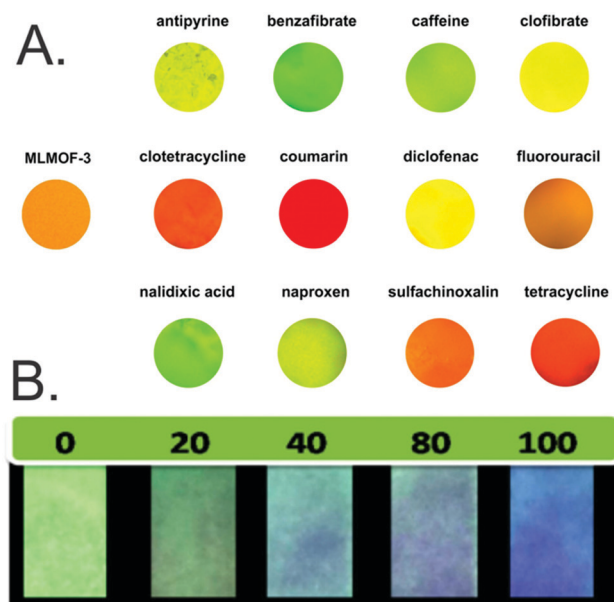 A.
antipyrine benzafibrate caffeine clofibrate
MLMOF-3 clotetracycline coumarin diclofenac fluorouracil
nalidixic acid naproxen sulfachinoxalin tetracycline
B.
0 20 40 80 100